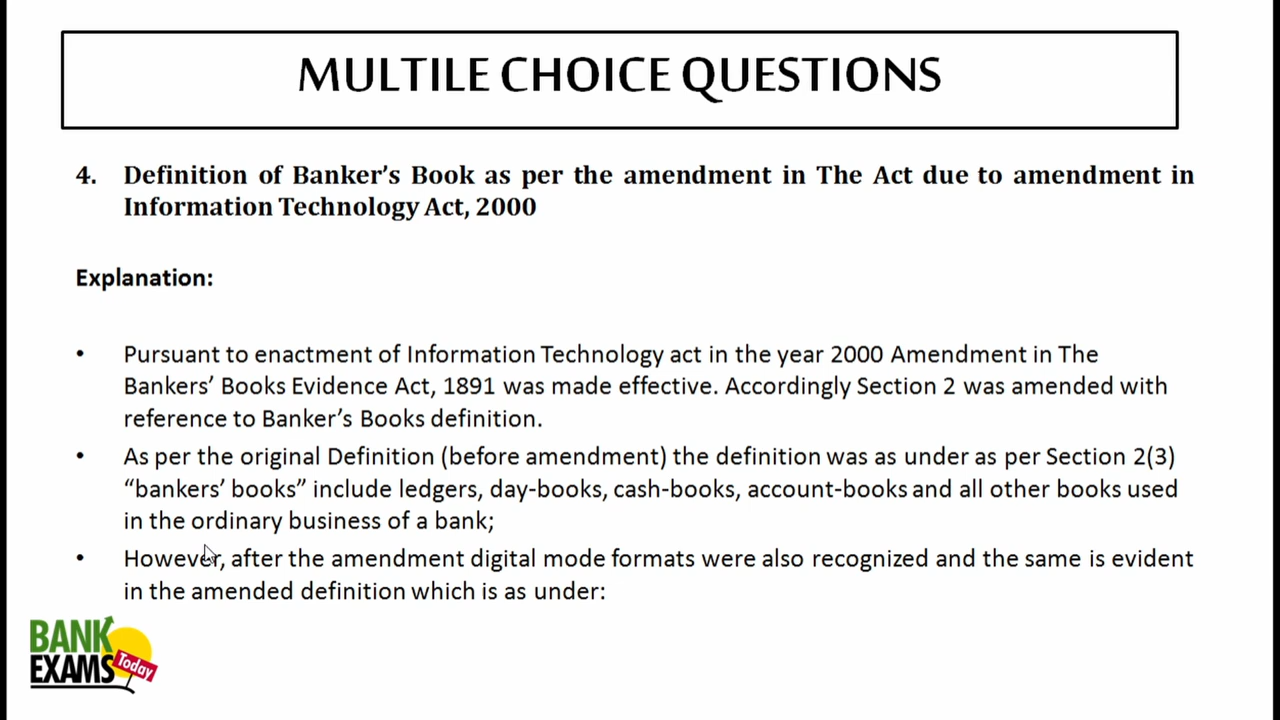 MULTILE CHOICE QUESTIONS
4. Definition of Banker’s Book as per the amendment in The Act due to amendment in
Information Technology Act, 2000
Explanation:
• Pursuant to enactment of Information Technology act in the year 2000 Amendment in The
Bankers’ Books Evidence Act, 1891 was made effective. Accordingly Section 2 was amended with
reference to Banker’s Books definition.
• As per the original Definition (before amendment) the definition was as under as per Section 2(3)
“bankers’ books” include ledgers, day-books, cash-books, account-books and all other books used
in the ordinary business of a bank;
• However, after the amendment digital mode formats were also recognized and the same is evident
in the amended definition which is as under:
BANK
EXAMS
Today